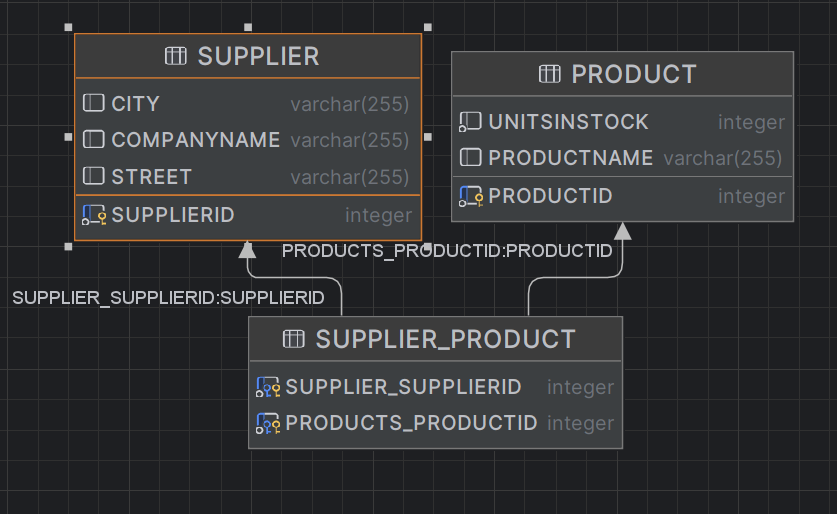 SUPPLIER
CITY varchar(255)
COMPANYNAME varchar(255)
STREET varchar(255)
SUPPLIERID integer
PRODUCT
UNITSINSTOCK integer
PRODUCTNAME varchar(255)
PRODUCTID integer
PRODUCTS_PRODUCTID:PRODUCTID
SUPPLIER_SUPPLIERID:SUPPLIERID
SUPPLIER_PRODUCT
SUPPLIER_SUPPLIERID integer
PRODUCTS_PRODUCTID integer